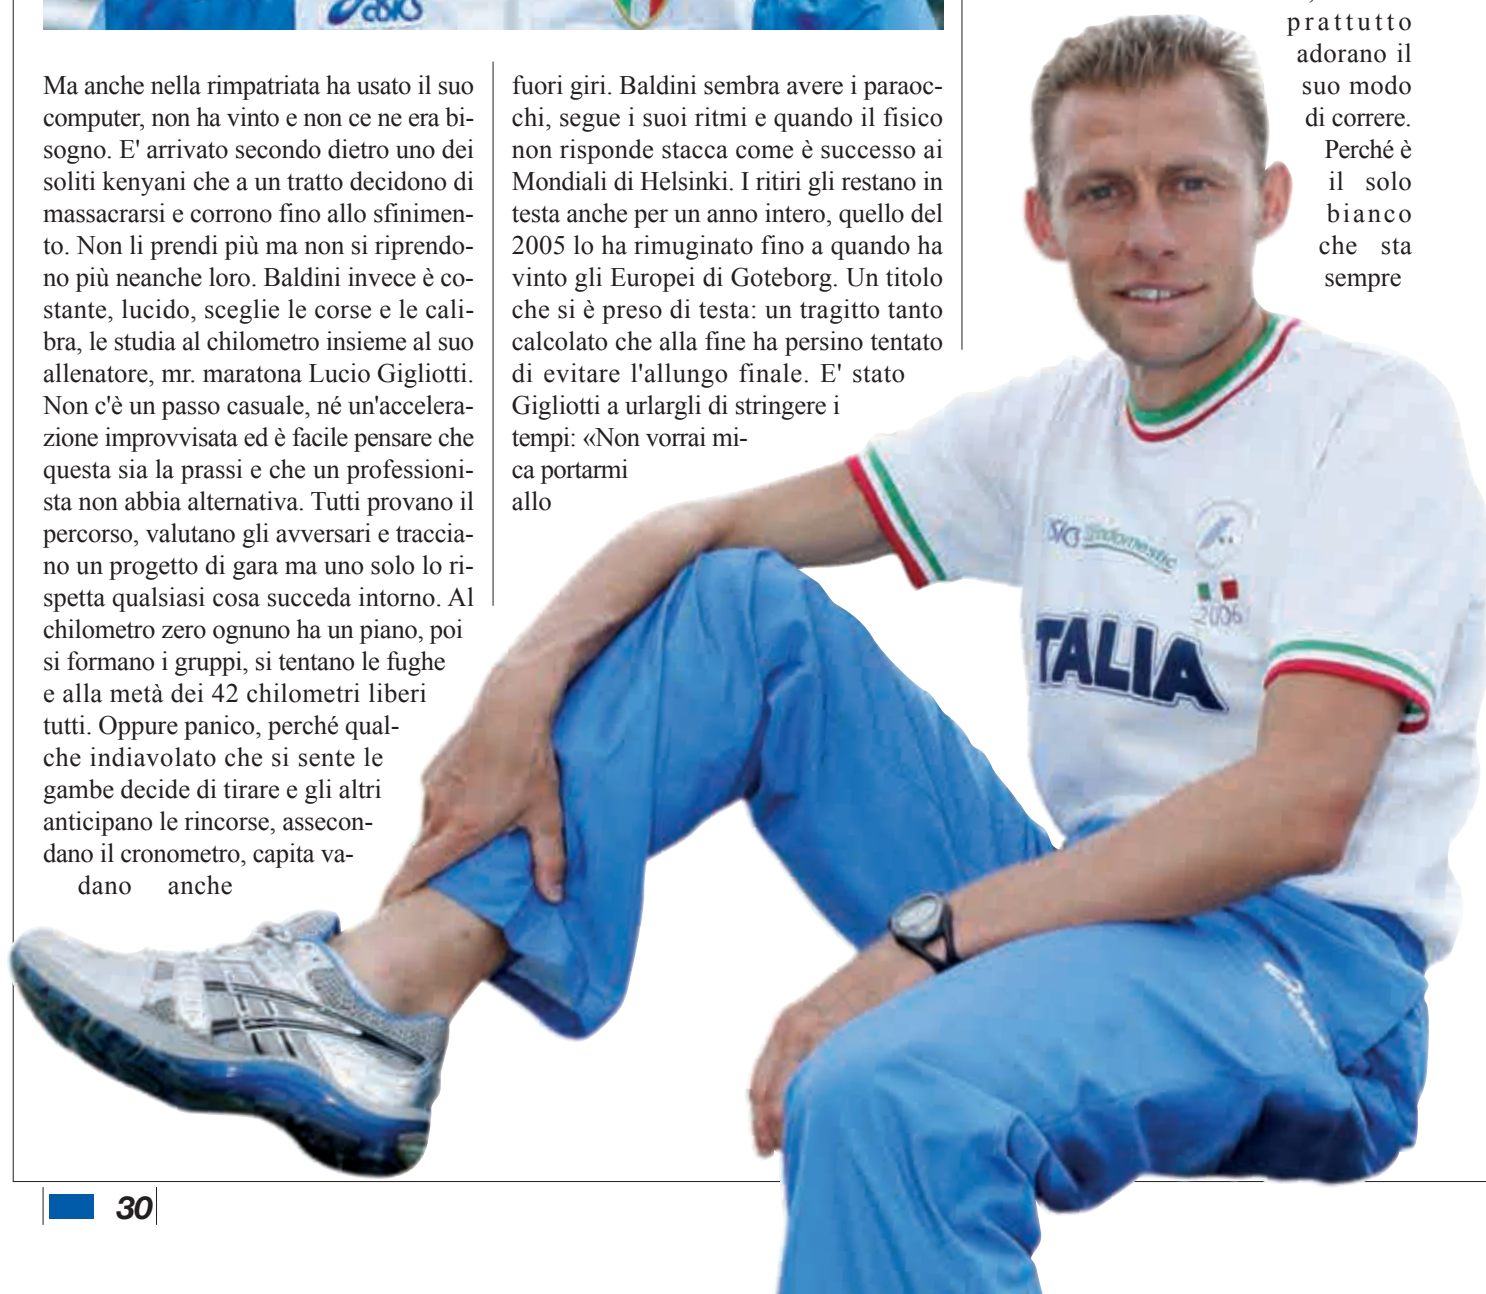 asics
Ma anche nella rimpatriata ha usato il suo
computer, non ha vinto e non ce ne era bi-
sogno. E' arrivato secondo dietro uno dei
soliti kenyani che a un tratto decidono di
massacrarsi e corrono fino allo sfinimen-
to. Non li prendi più ma non si riprendo-
no più neanche loro. Baldini invece è co-
stante, lucido, sceglie le corse e le cali-
bra, le studia al chilometro insieme al suo
allenatore, mr. maratona Lucio Gigliotti.
Non c'è un passo casuale, né un'accelera-
zione improvvisata ed è facile pensare che
questa sia la prassi e che un professioni-
sta non abbia alternativa. Tutti provano il
percorso, valutano gli avversari e traccia-
no un progetto di gara ma uno solo lo ri-
spetta qualsiasi cosa succeda intorno. Al
chilometro zero ognuno ha un piano, poi
si formano i gruppi, si tentano le fughe
e alla metà dei 42 chilometri liberi
tutti. Oppure panico, perché qual-
che indiavolato che si sente le
gambe decide di tirare e gli altri
anticipano le rincorse, assecon-
dano il cronometro, capita va-
dano anche
fuori giri. Baldini sembra avere i paraoc-
chi, segue i suoi ritmi e quando il fisico
non risponde stacca come è successo ai
Mondiali di Helsinki. I ritiri gli restano in
testa anche per un anno intero, quello del
2005 lo ha rimuginato fino a quando ha
vinto gli Europei di Goteborg. Un titolo
che si è preso di testa: un tragitto tanto
calcolato che alla fine ha persino tentato
di evitare l'allungo finale. E' stato
Gigliotti a urlargli di stringere i
tempi: «Non vorrai mi-
ca portarmi
allo
prattutto
adorano il
suo modo
di correre.
Perché è
il solo
bianco
che sta
sempre
TALIA
2006
30